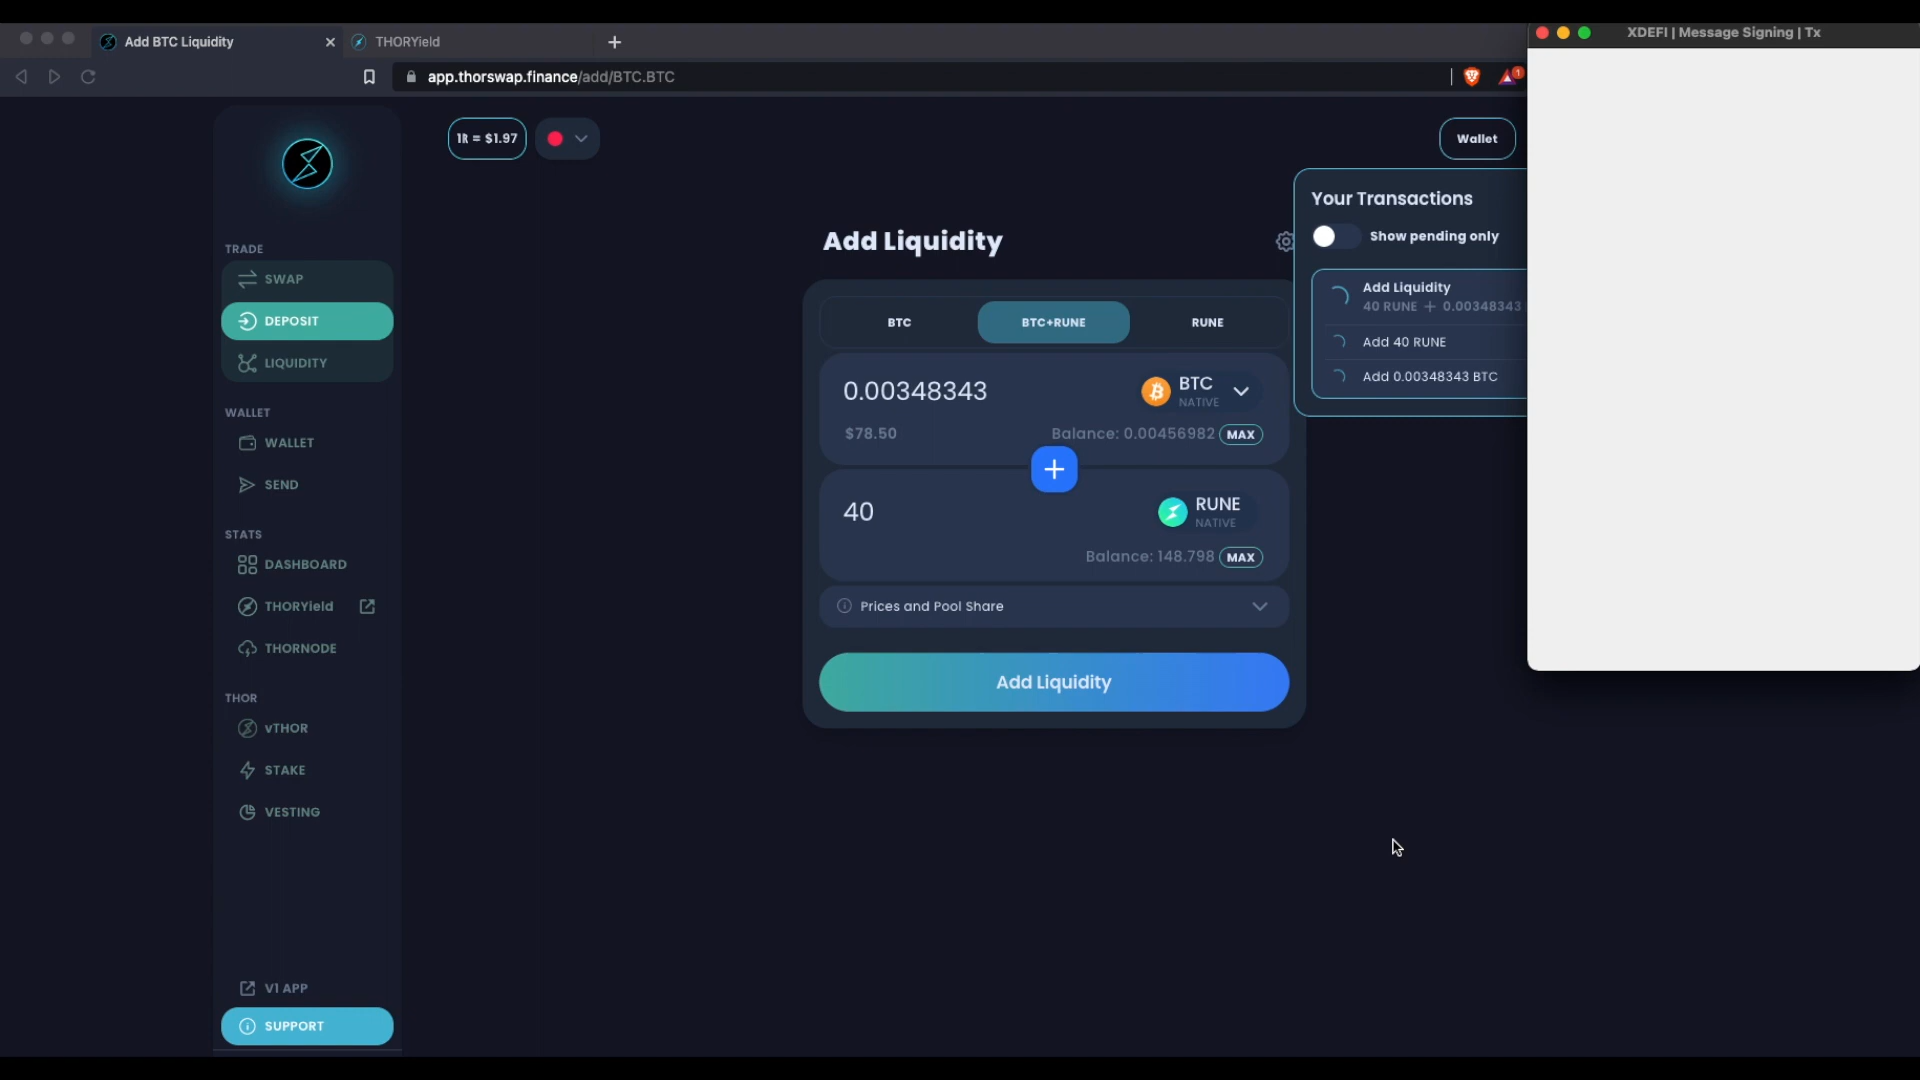 Add BTC Liquidity
THORYield
XDEFI | Message Signing | Tx
app.thorswap.finance/add/BTC.BTC
1
1R = $1.97
Wallet
TRADE
SWAP
DEPOSIT
LIQUIDITY
WALLET
WALLET
SEND
STATS
DASHBOARD
THORYield
THORNODE
THOR
vTHOR
STAKE
VESTING
V1 APP
SUPPORT
Add Liquidity
BTC
BTC+RUNE
RUNE
0.00348343
BTC
NATIVE
$78.50
Balance: 0.00456982
MAX
40
RUNE
NATIVE
Balance: 148.798
MAX
Prices and Pool Share
Add Liquidity
Your Transactions
Show pending only
Add Liquidity
40 RUNE + 0.00348343
Add 40 RUNE
Add 0.00348343 BTC